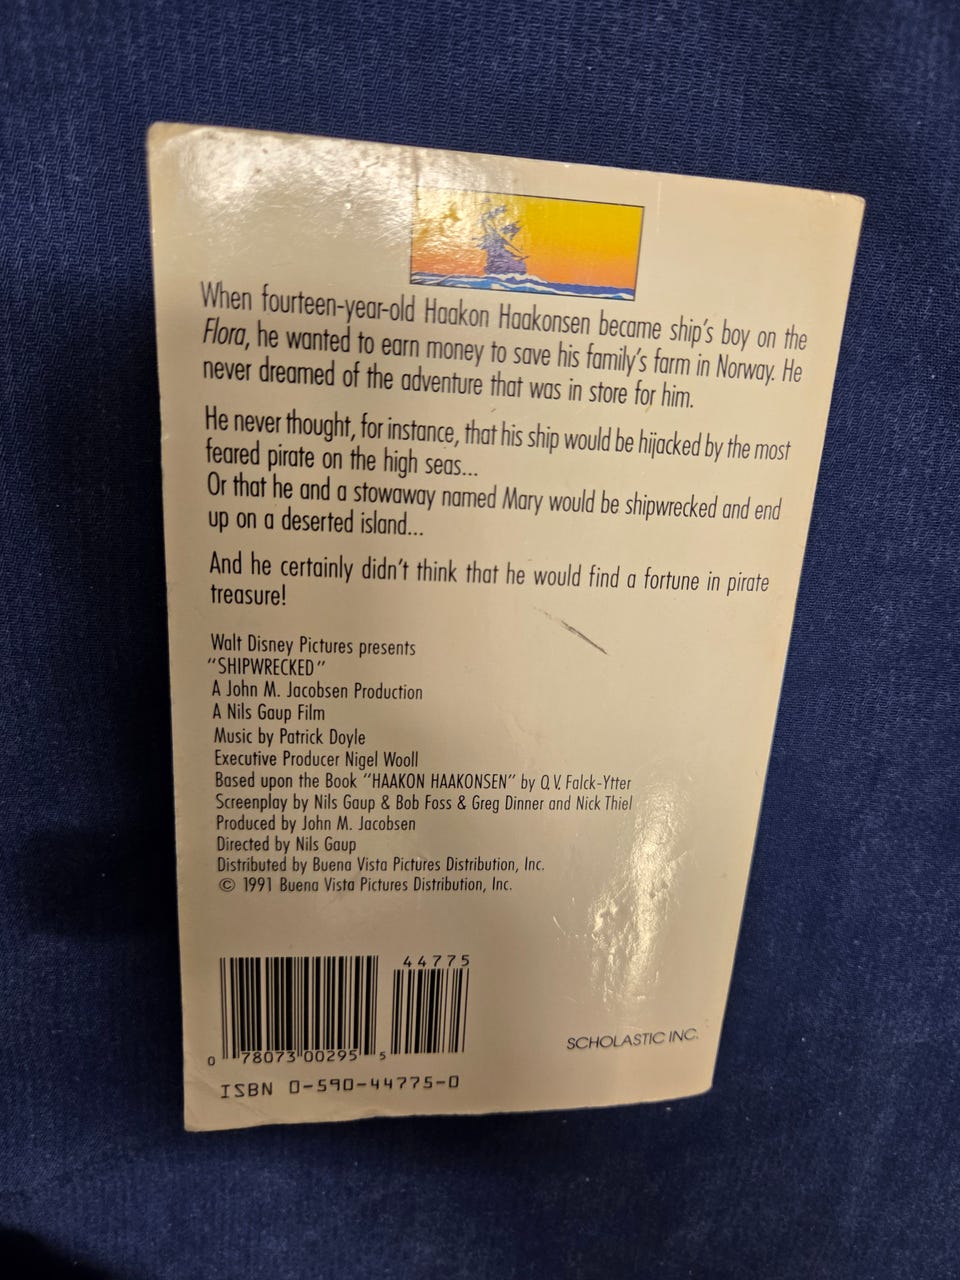 When fourteen-year-old Haakon Haakonsen became ship's boy on the
Flora, he wanted to earn money to save his family's farm in Norway. He
never dreamed of the adventure that was in store for him.
He never thought, for instance, that his ship would be hijacked by the most
feared pirate on the high seas...
Or that he and a stowaway named Mary would be shipwrecked and end
up on a deserted island...
And he certainly didn't think that he would find a fortune in pirate
treasure!
Walt Disney Pictures presents
"SHIPWRECKED"
A John M. Jacobsen Production
A Nils Gaup Film
Music by Patrick Doyle
Executive Producer Nigel Wooll
Based upon the Book "HAAKON HAAKONSEN" by O.V. Falck-Ytter
Screenplay by Nils Gaup & Bob Foss & Greg Dinner and Nick Thiel
Produced by John M. Jacobsen
Directed by Nils Gaup
Distributed by Buena Vista Pictures Distribution, Inc.
© 1991 Buena Vista Pictures Distribution, Inc.
44775
0 78073 00295 5
SCHOLASTIC INC.
ISBN 0-590-44775-0